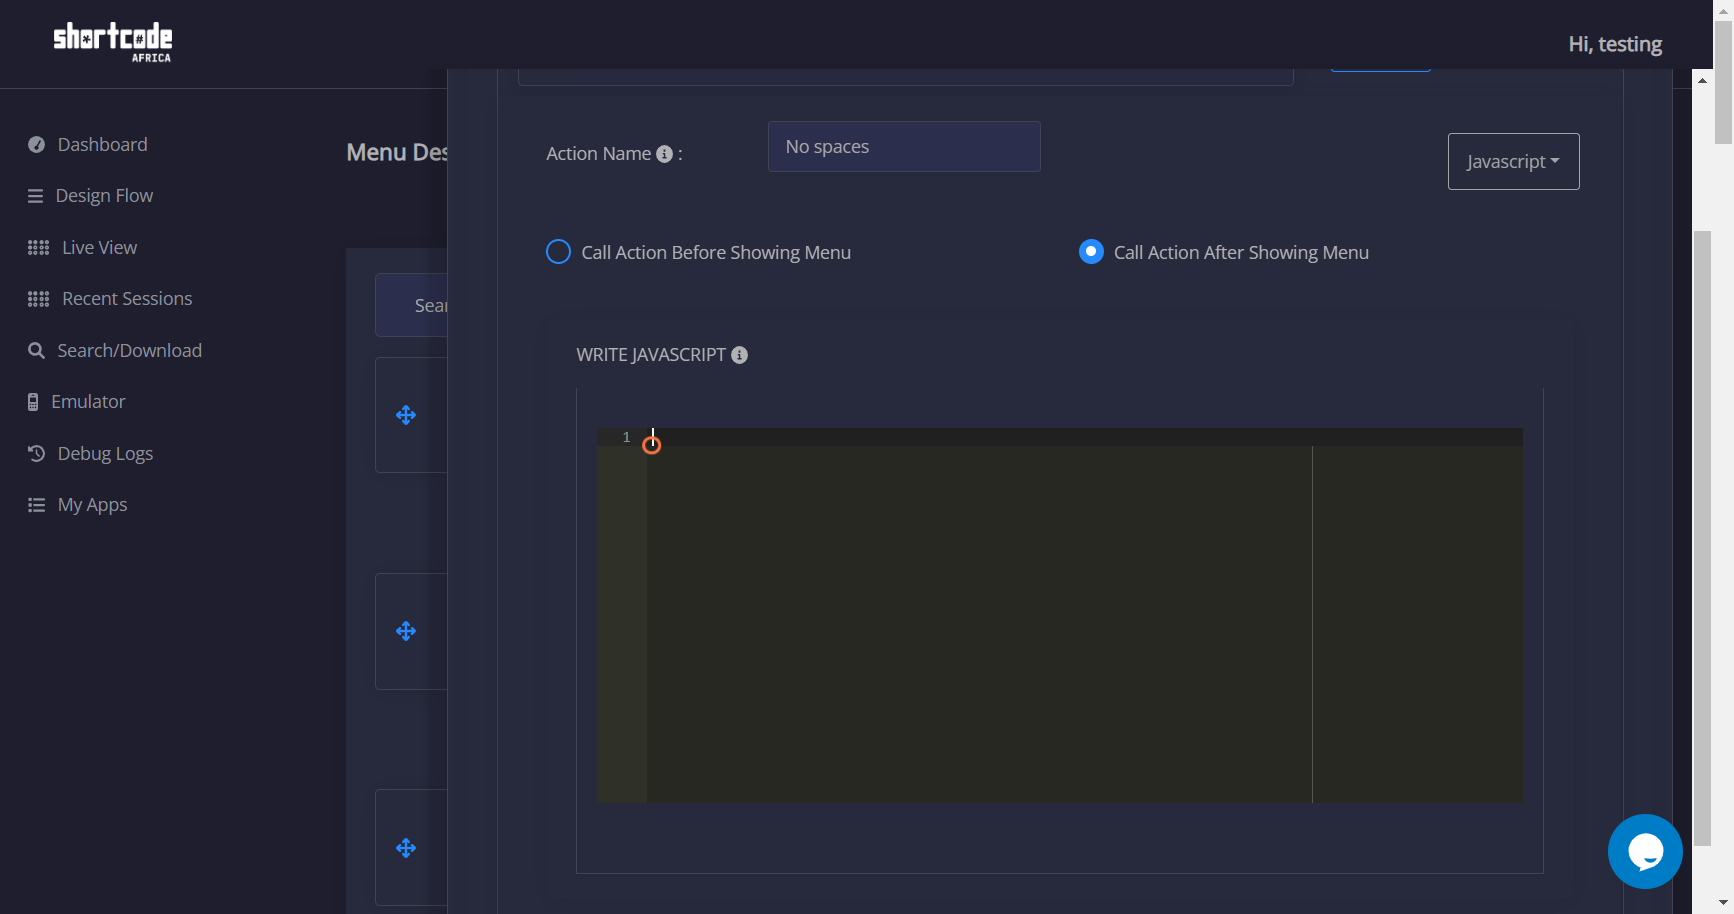 shortcode
AFRICA
Hi, testing
Dashboard
Design Flow
Live View
Recent Sessions
Search/Download
Emulator
Debug Logs
My Apps
Menu Des
Sear
Action Name :
No spaces
Javascript
Call Action Before Showing Menu
Call Action After Showing Menu
WRITE JAVASCRIPT
1